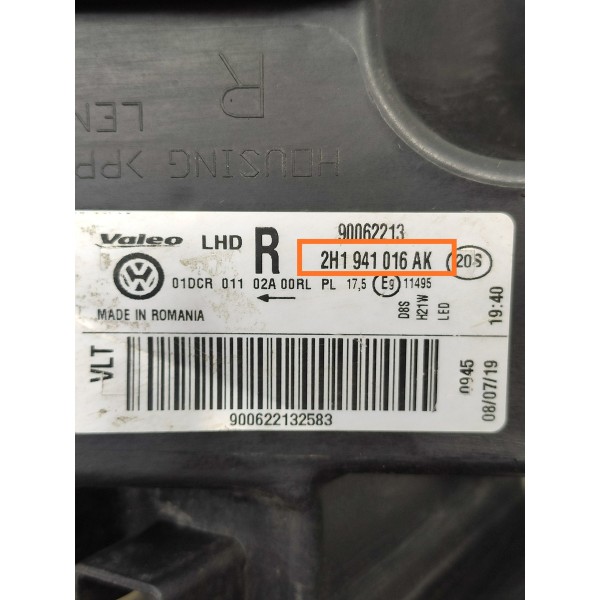 R
LEN
HOUSING >PP
Valeo LHD R 90062213
2H1 941 016 AK 20S
01DCR 011 02A 00RL PL 17,5 E9 11495
MADE IN ROMANIA
D8S
H21W
LED
19:40
VLT
0945
08/07/19
900622132583